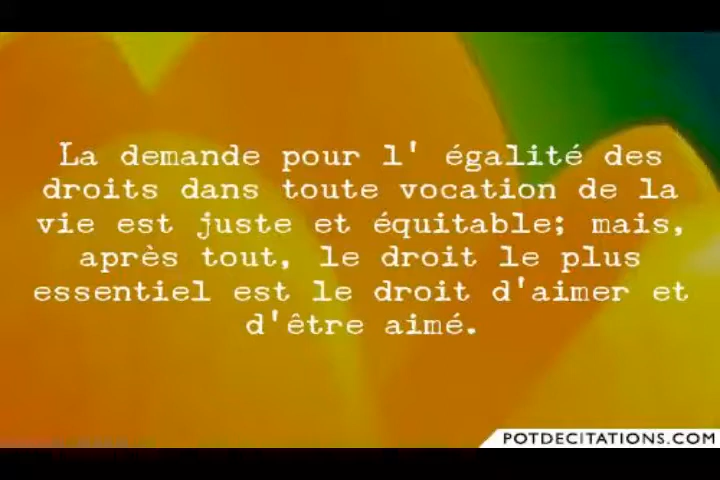 La demande pour l' égalité des
droits dans toute vocation de la
vie est juste et équitable; mais,
après tout, le droit le plus
essentiel est le droit d'aimer et
d'être aimé.
POTDECITATIONS.COM